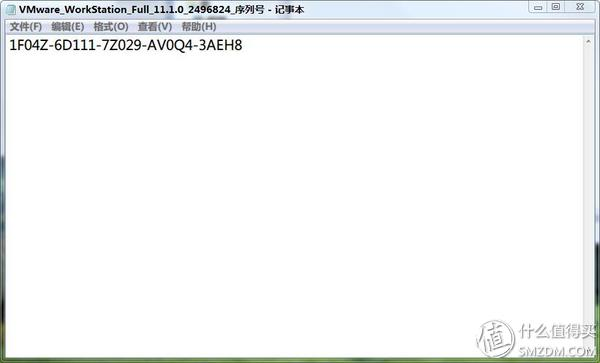 VMware_WorkStation_Full_11.1.0_2496824_序列号 - 记事本
文件(F) 编辑(E) 格式(O) 查看(V) 帮助(H)
1F04Z-6D111-7Z029-AV0Q4-3AEH8
值 什么值得买
SMZDM.COM